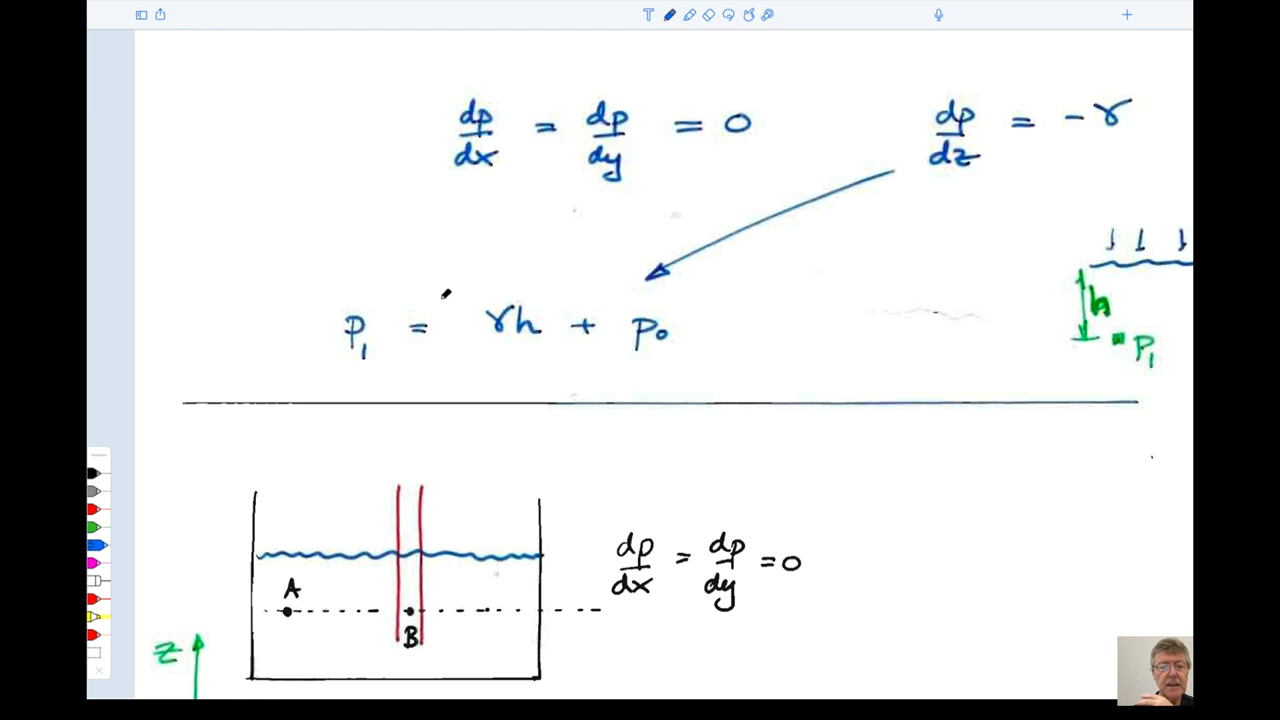 dp/dx = dp/dy = 0    dp/dz = -γ
h
P₁ = γh + p₀
P₁
A
dp/dx = dp/dy = 0
B
z